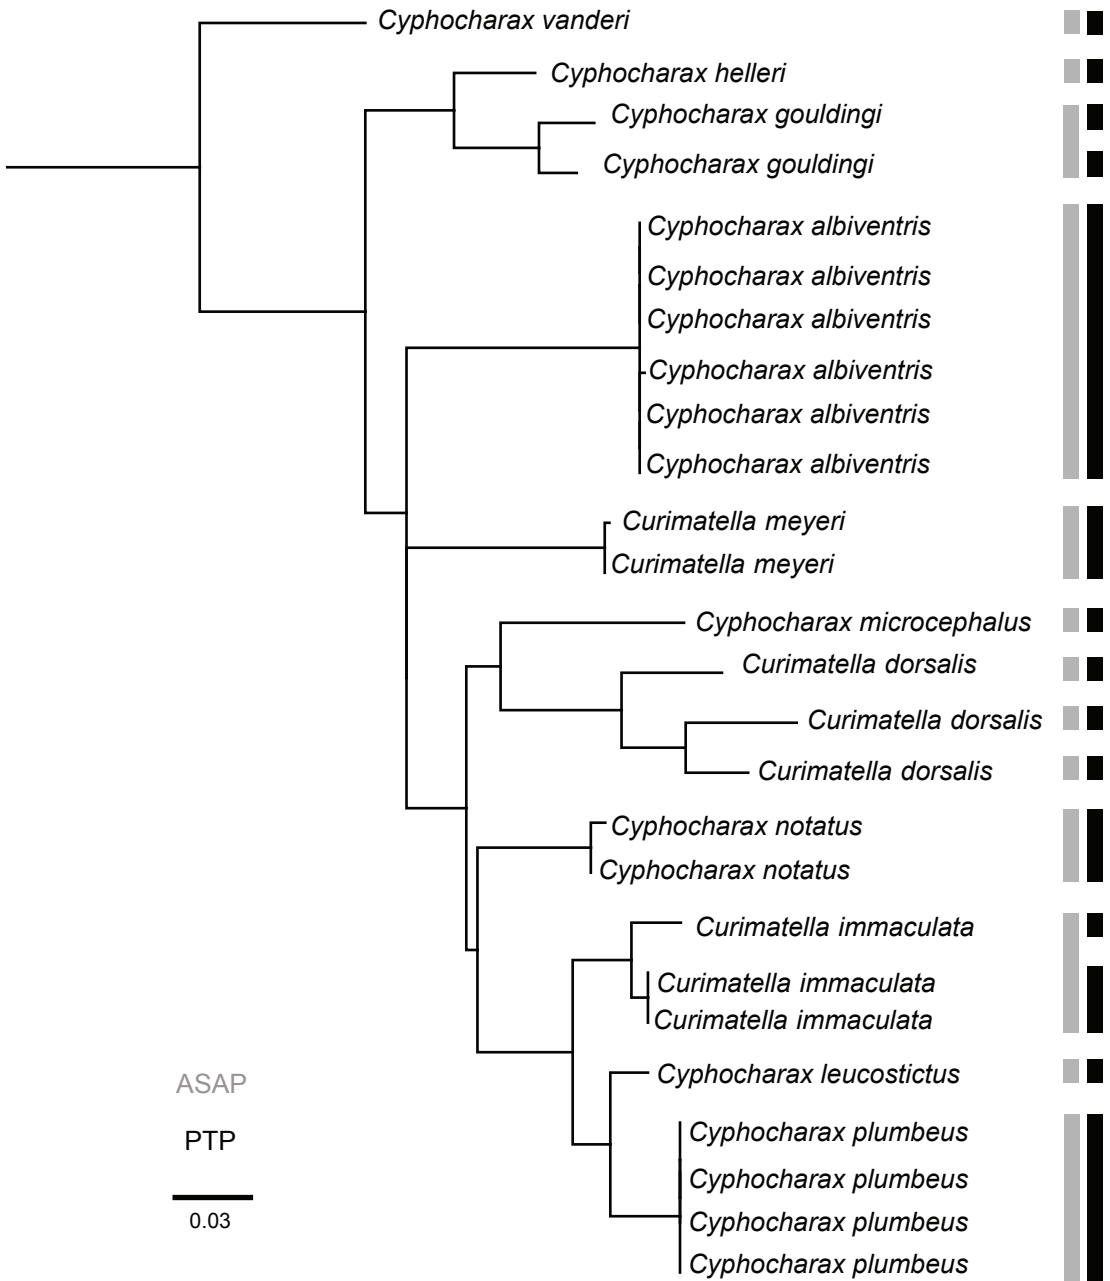 Cyphocharax vanderi
Cyphocharax helleri
Cyphocharax gouldingi
Cyphocharax gouldingi
Cyphocharax albiventris
Cyphocharax albiventris
Cyphocharax albiventris
Cyphocharax albiventris
Cyphocharax albiventris
Cyphocharax albiventris
Curimatella meyeri
Curimatella meyeri
Cyphocharax microcephalus
Curimatella dorsalis
Curimatella dorsalis
Curimatella dorsalis
Cyphocharax notatus
Cyphocharax notatus
Curimatella immaculata
Curimatella immaculata
Curimatella immaculata
Cyphocharax leucostictus
Cyphocharax plumbeus
Cyphocharax plumbeus
Cyphocharax plumbeus
Cyphocharax plumbeus
ASAP
PTP
0.03